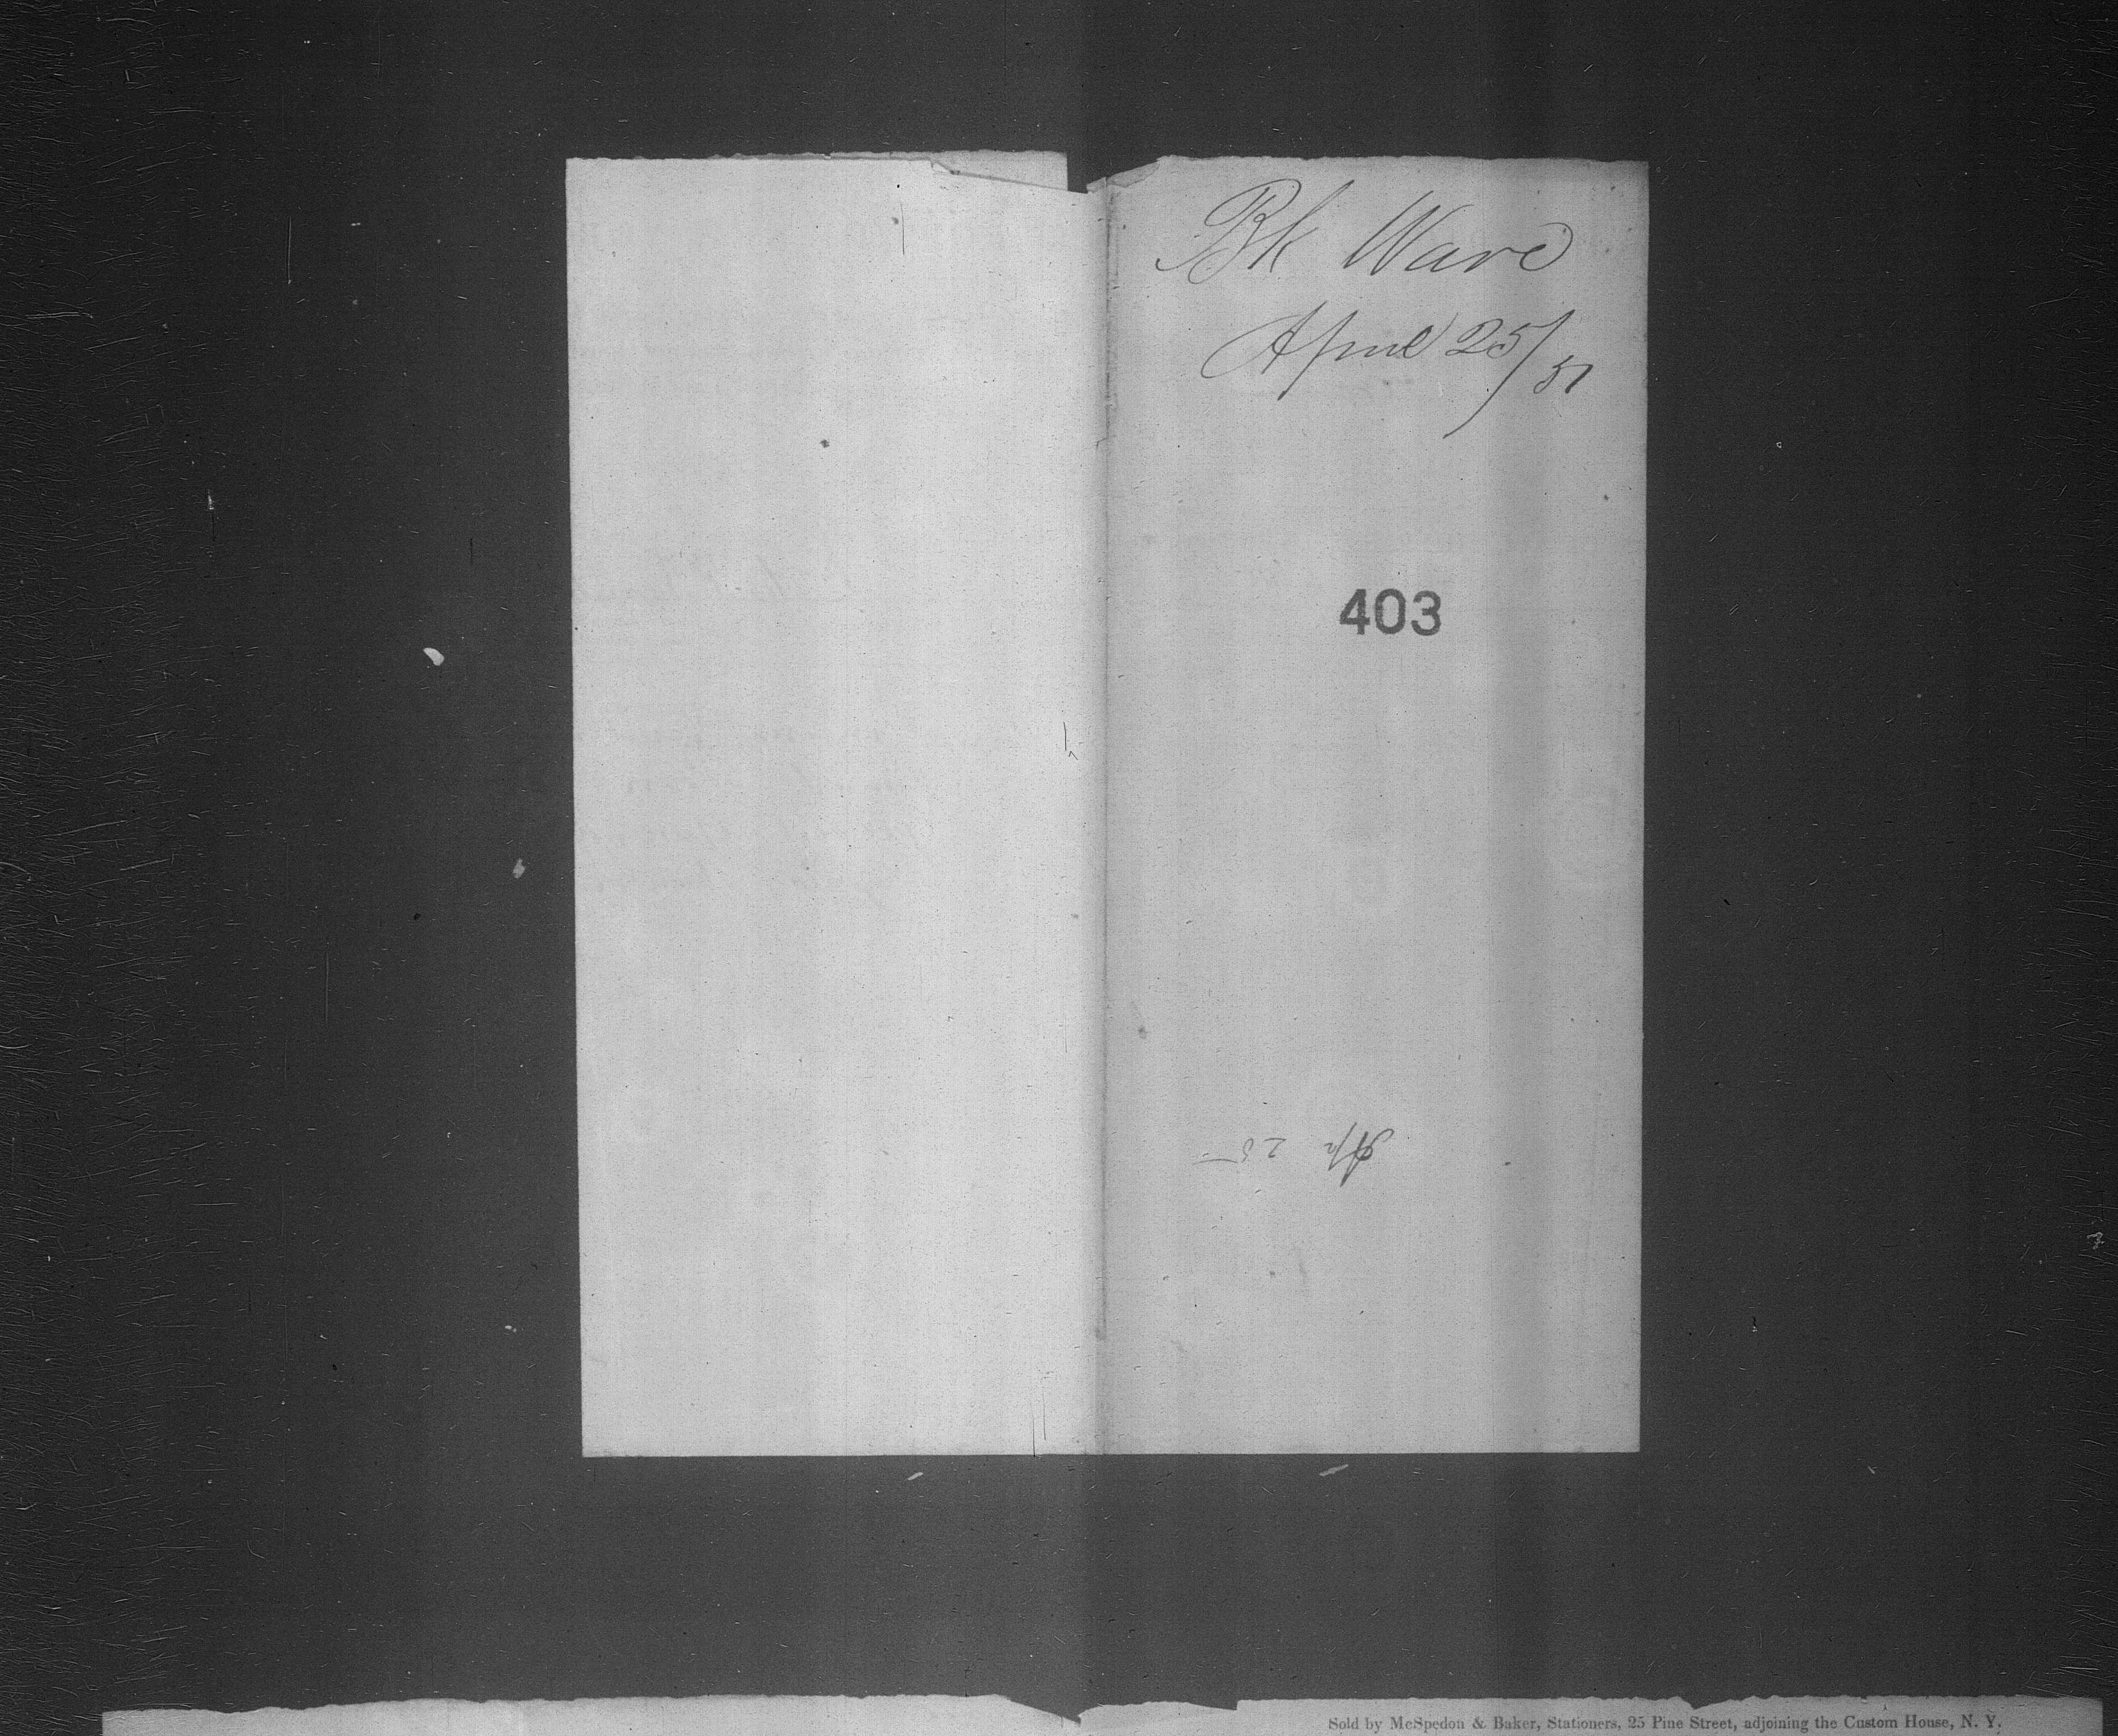 Bk Ware
April 25/51
403
Ap 25
Sold by McSpedon & Baker, Stationers, 25 Pine Street, adjoining the Custom House, N. Y.